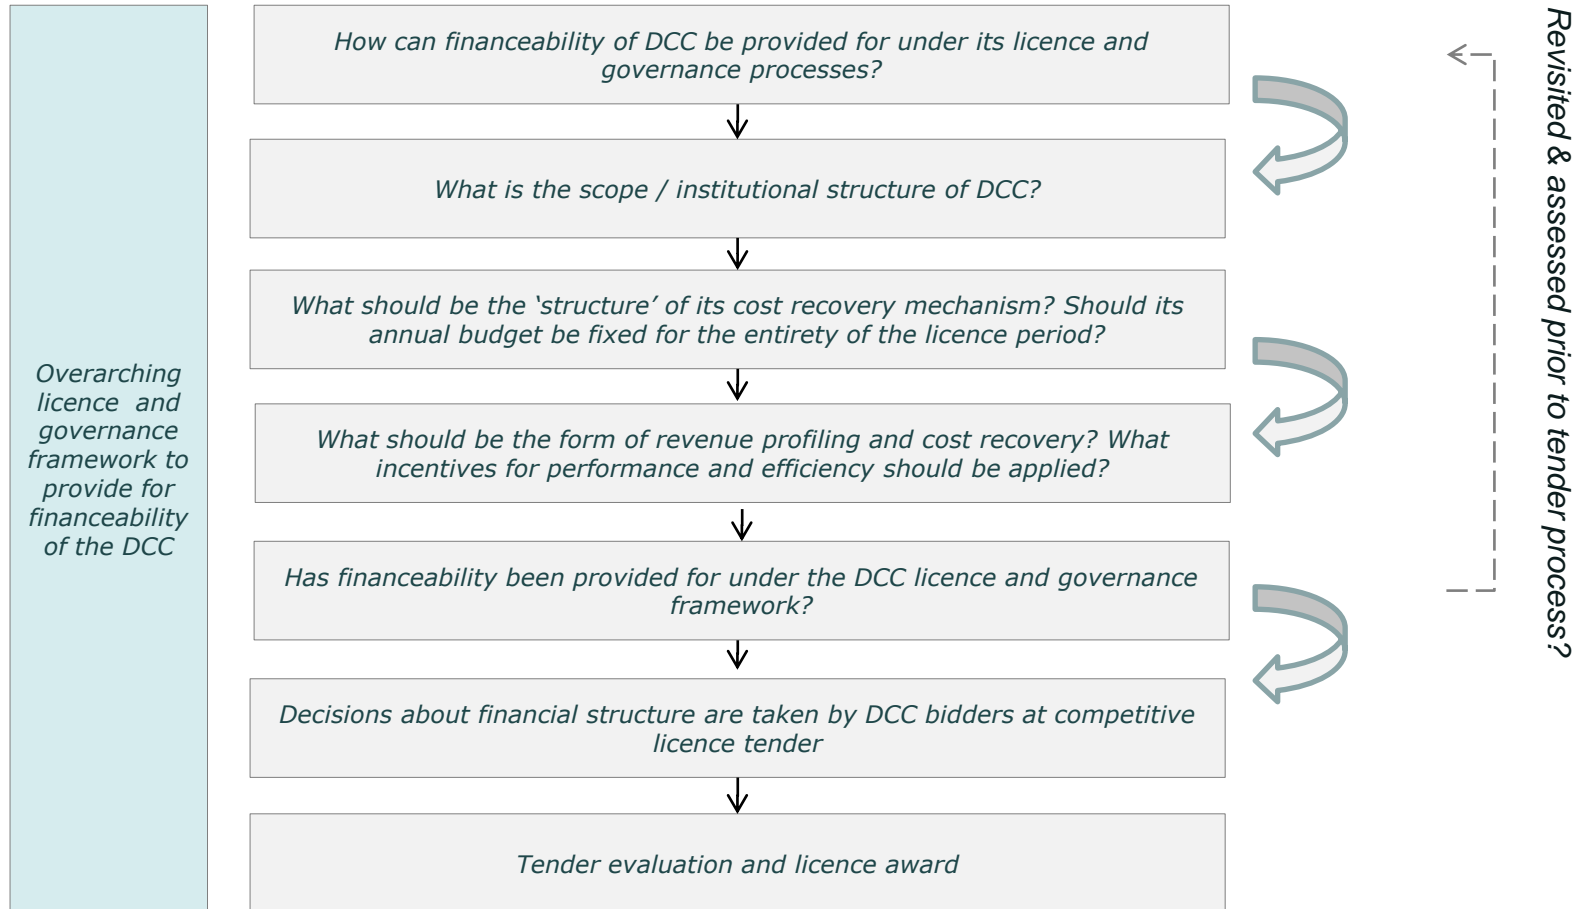 Overarching
licence and
governance
framework to
provide for
financeability
of the DCC
How can financeability of DCC be provided for under its licence and
governance processes?
What is the scope / institutional structure of DCC?
What should be the ‘structure’ of its cost recovery mechanism? Should its
annual budget be fixed for the entirety of the licence period?
What should be the form of revenue profiling and cost recovery? What
incentives for performance and efficiency should be applied?
Has financeability been provided for under the DCC licence and governance
framework?
Decisions about financial structure are taken by DCC bidders at competitive
licence tender
Tender evaluation and licence award
Revisited & assessed prior to tender process?